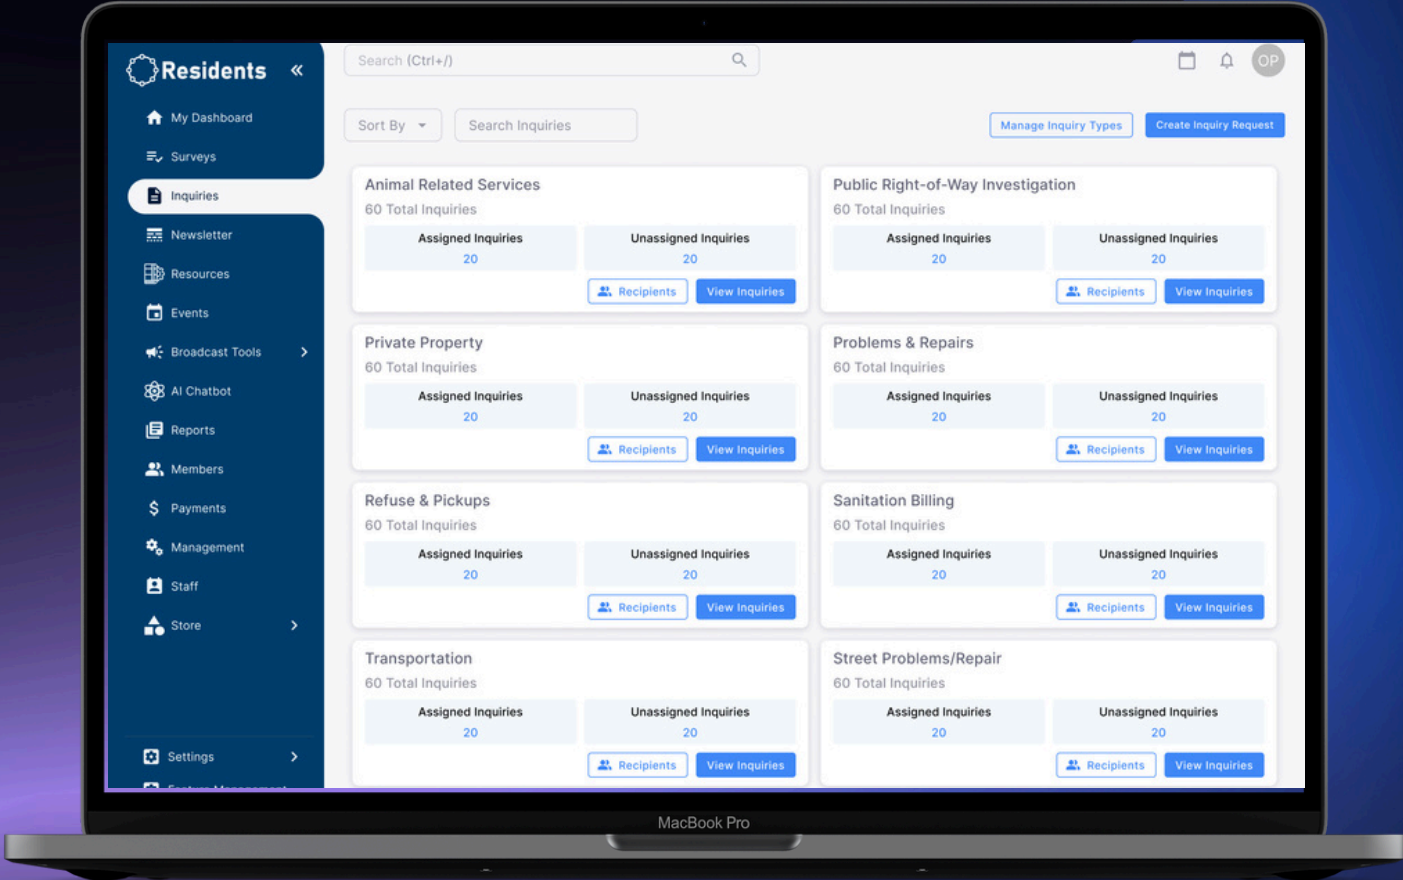 Residents
My Dashboard
Surveys
Inquiries
Newsletter
Resources
Events
Broadcast Tools
AI Chatbot
Reports
Members
Payments
Management
Staff
Store
Settings
Feature Management
Search (Ctrl+/)
OP
Sort By
Search Inquiries
Manage Inquiry Types
Create Inquiry Request
Animal Related Services
60 Total Inquiries
Assigned Inquiries
20
Unassigned Inquiries
20
Recipients
View Inquiries
Public Right-of-Way Investigation
60 Total Inquiries
Assigned Inquiries
20
Unassigned Inquiries
20
Recipients
View Inquiries
Private Property
60 Total Inquiries
Assigned Inquiries
20
Unassigned Inquiries
20
Recipients
View Inquiries
Problems & Repairs
60 Total Inquiries
Assigned Inquiries
20
Unassigned Inquiries
20
Recipients
View Inquiries
Refuse & Pickups
60 Total Inquiries
Assigned Inquiries
20
Unassigned Inquiries
20
Recipients
View Inquiries
Sanitation Billing
60 Total Inquiries
Assigned Inquiries
20
Unassigned Inquiries
20
Recipients
View Inquiries
Transportation
60 Total Inquiries
Assigned Inquiries
20
Unassigned Inquiries
20
Recipients
View Inquiries
Street Problems/Repair
60 Total Inquiries
Assigned Inquiries
20
Unassigned Inquiries
20
Recipients
View Inquiries
MacBook Pro